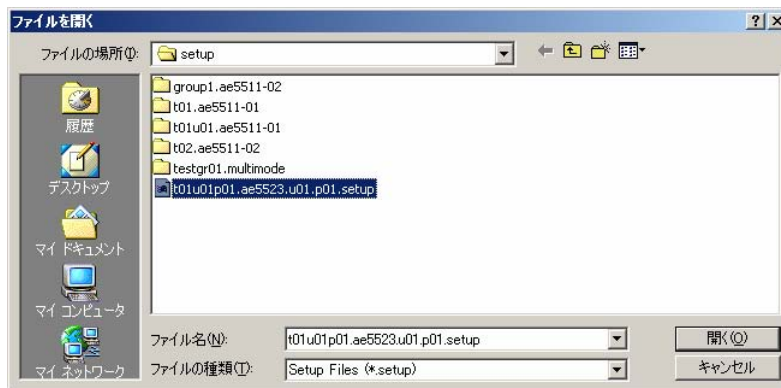 ファイルを開く
ファイルの場所(I):
setup
履歴
デスクトップ
マイ ドキュメント
マイ コンピュータ
マイ ネットワーク
group1.ae5511-02
t01.ae5511-01
t01u01.ae5511-01
t02.ae5511-02
testgr01.multimode
t01u01p01.ae5523.u01.p01.setup
ファイル名(N):
t01u01p01.ae5523.u01.p01.setup
開く(O)
ファイルの種類(T):
Setup Files (*.setup)
キャンセル